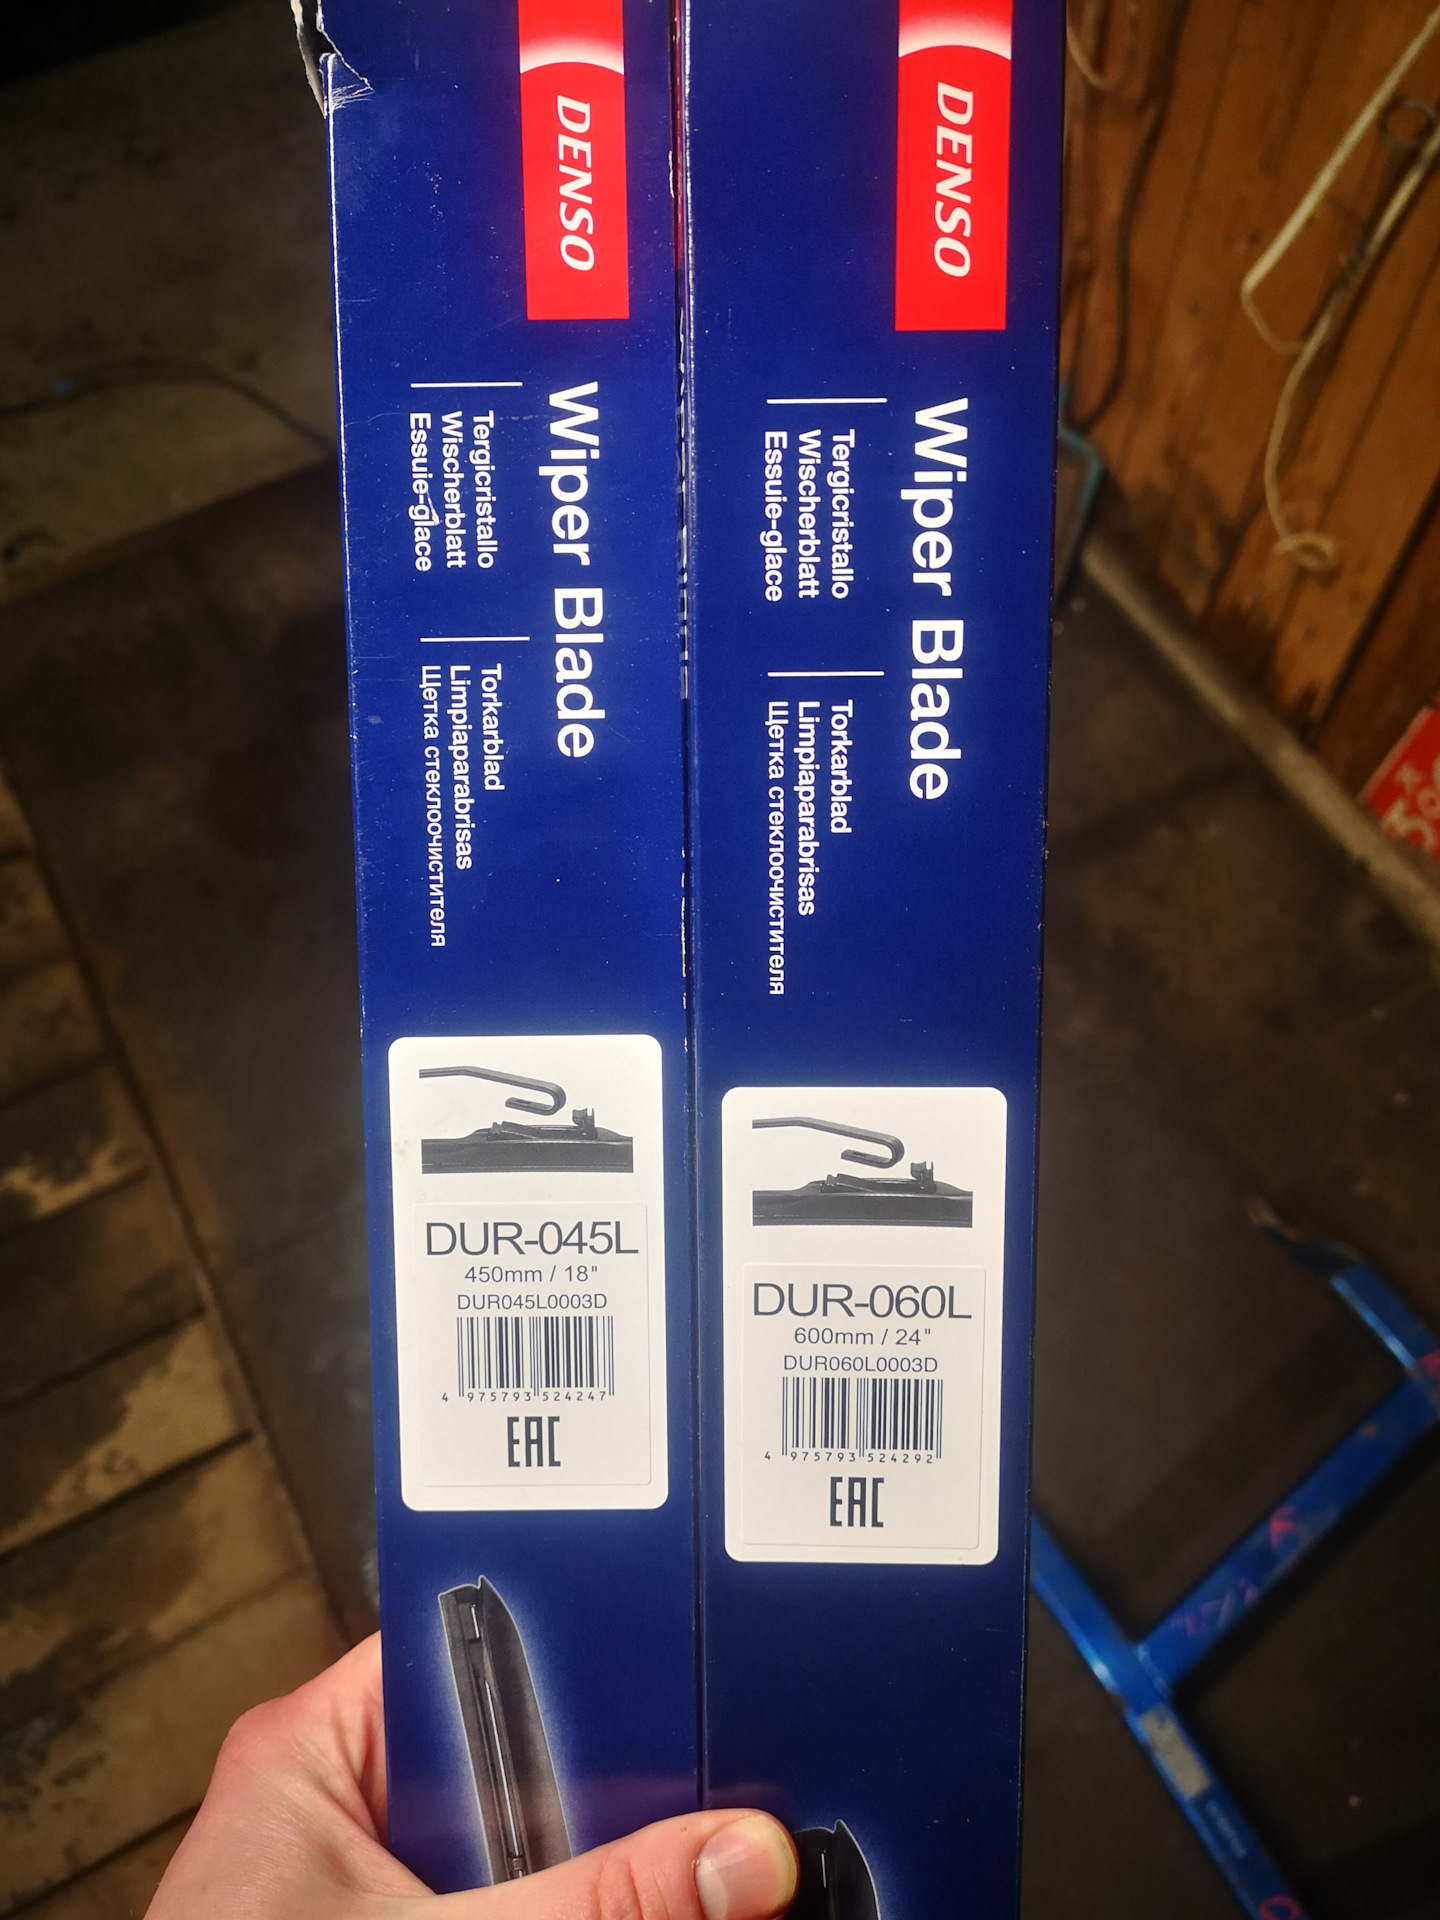 DENSO
Wiper Blade
Tergicristallo
Wischerblatt
Essuie-glace
Torkarblad
Limpiaparabrisas
Щетка стеклоочистителя
DUR-045L
450mm / 18"
DUR045L0003D
4 975793 524247
EAC
DENSO
Wiper Blade
Tergicristallo
Wischerblatt
Essuie-glace
Torkarblad
Limpiaparabrisas
Щетка стеклоочистителя
DUR-060L
600mm / 24"
DUR060L0003D
4 975793 524292
EAC